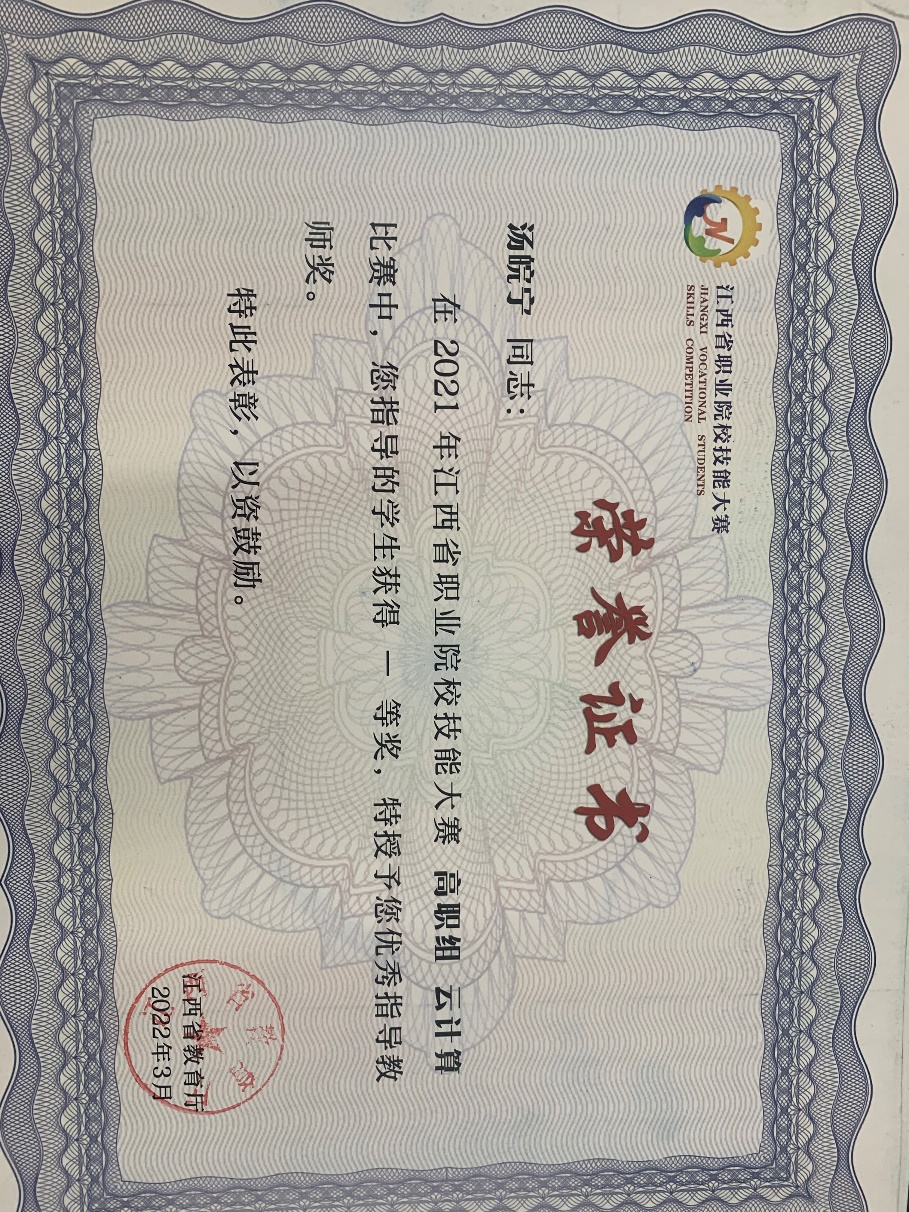 江西省职业院校技能大赛
JIANGXI VOCATIONAL STUDENTS
SKILLS COMPETITION
荣誉证书
汤皖宁 同志：
在 2021 年江西省职业院校技能大赛 高职组 云计算
比赛中，您指导的学生获得 一 等奖，特授予您优秀指导教
师奖。
特此表彰，以资鼓励。
江西省教育厅
2022年3月